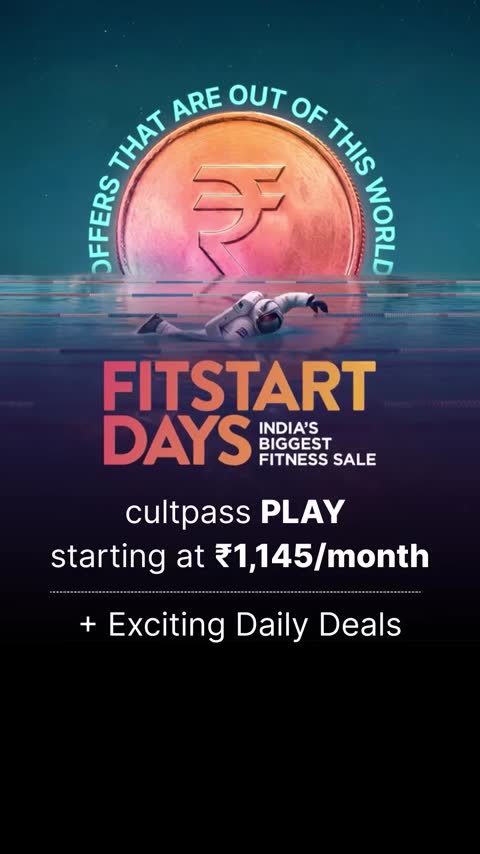 OFFERS THAT ARE OUT OF THIS WORLD
₹
FITSTART
DAYS
INDIA'S
BIGGEST
FITNESS SALE
cultpass PLAY
starting at ₹1,145/month
+ Exciting Daily Deals